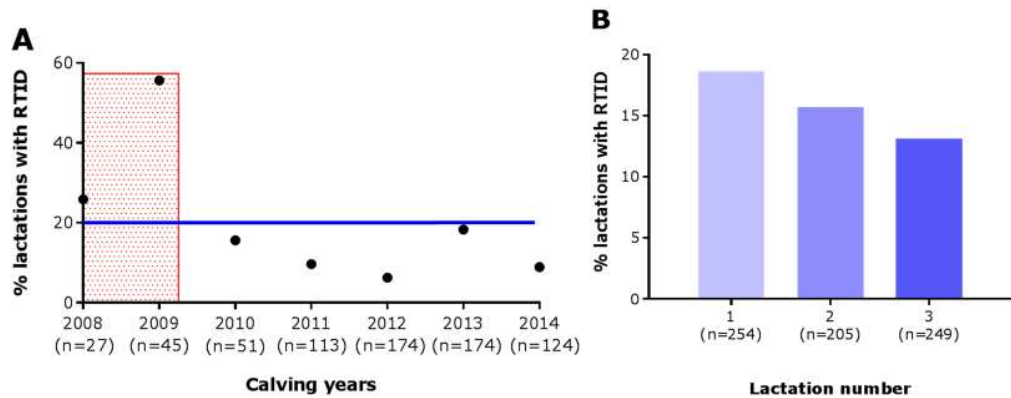 A
% lactations with RTID
60
40
20
0
2008 2009 2010 2011 2012 2013 2014
(n=27) (n=45) (n=51) (n=113) (n=174) (n=174) (n=124)
Calving years
B
% lactations with RTID
20
15
10
5
0
1 2 3
(n=254) (n=205) (n=249)
Lactation number